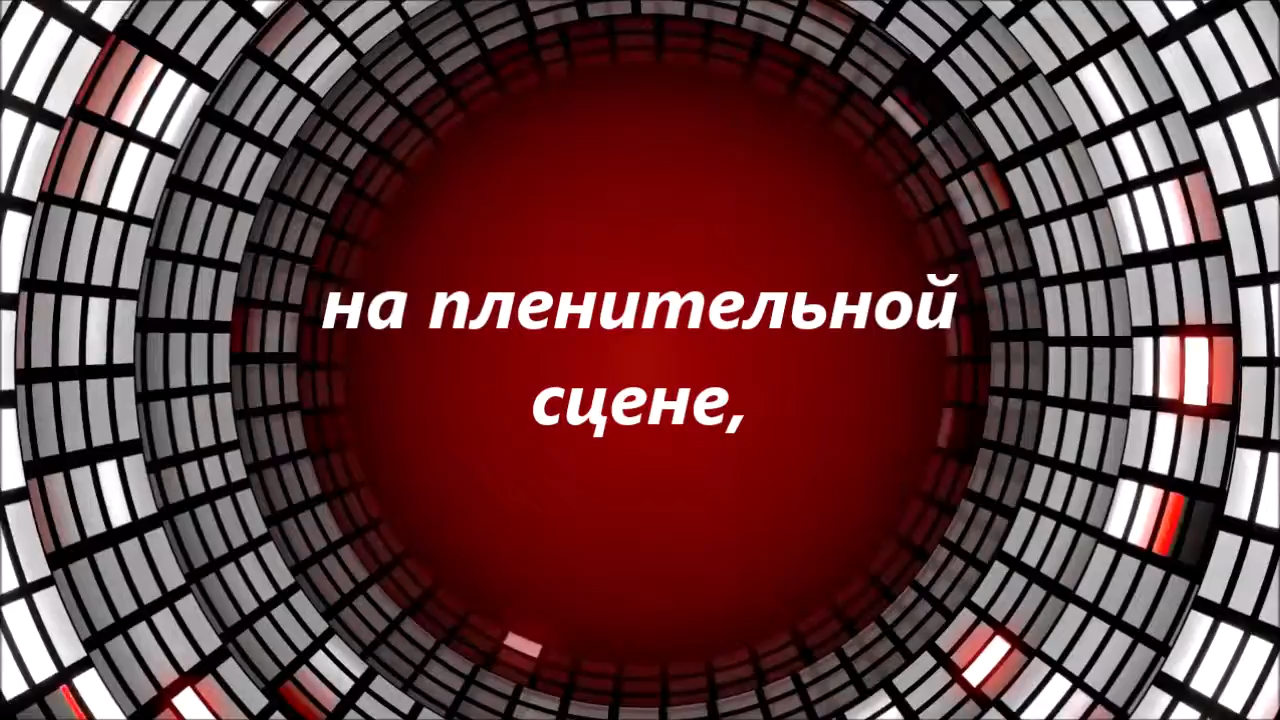 на пленительной
сцене,